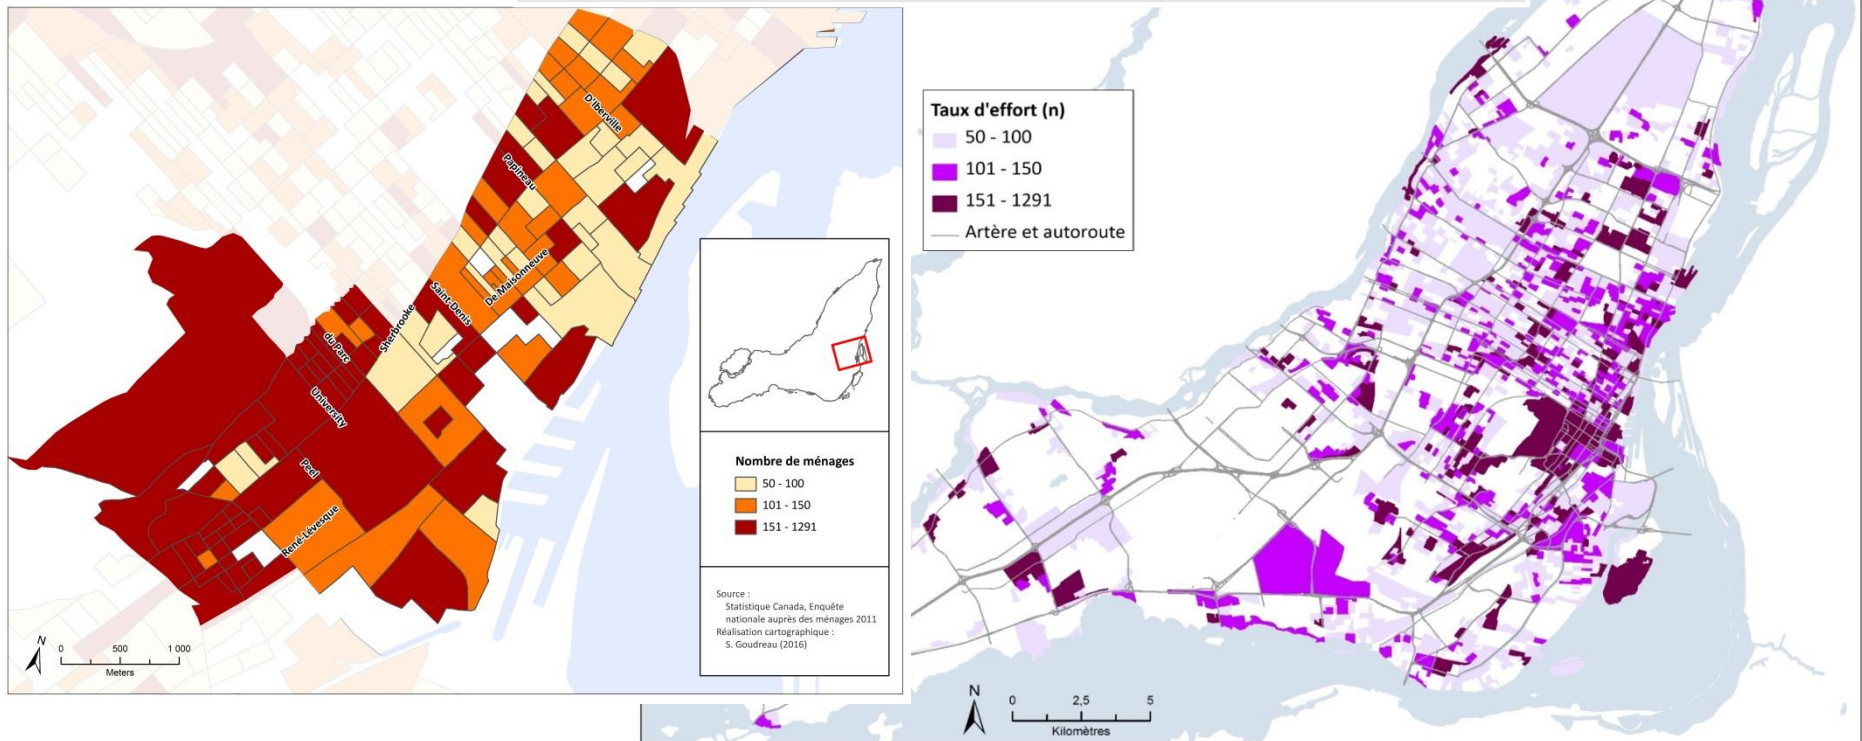 D'Iberville
Papineau
De Maisonneuve
Saint-Denis
Sherbrooke
du Parc
University
Peel
René-Lévesque
N
0 500 1 000
Meters
Nombre de ménages
50 - 100
101 - 150
151 - 1291
Source :
Statistique Canada, Enquête
nationale auprès des ménages 2011
Réalisation cartographique :
S. Goudreau (2016)
Taux d'effort (n)
50 - 100
101 - 150
151 - 1291
Artère et autoroute
N
0 2,5 5
Kilomètres